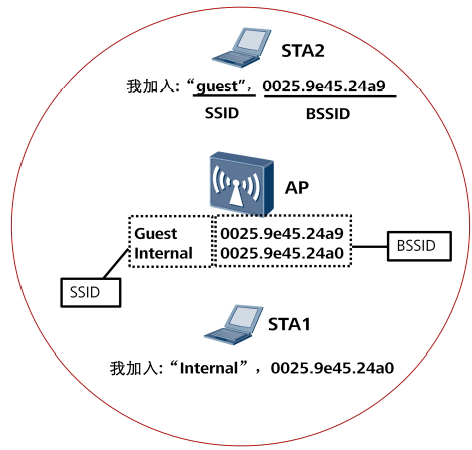 STA2
我加入: “guest”, 0025.9e45.24a9
SSID BSSID
AP
Guest 0025.9e45.24a9
Internal 0025.9e45.24a0
BSSID
SSID
STA1
我加入: “Internal” , 0025.9e45.24a0